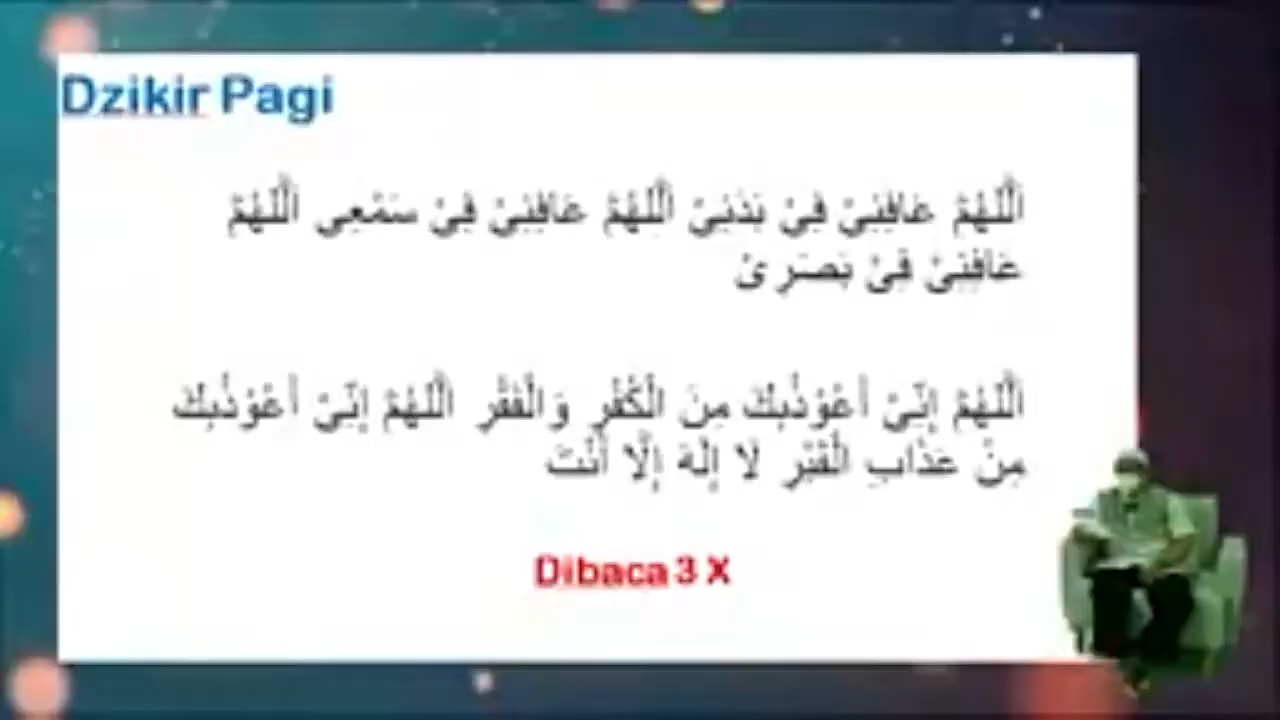 Dzikir Pagi
اَللّٰهُمَّ عَافِنِيْ فِيْ بَدَنِيْ اَللّٰهُمَّ عَافِنِيْ فِيْ سَمْعِى اَللّٰهُمَّ
عَافِنِيْ فِيْ بَصَرِىْ
اَللّٰهُمَّ إِنِّيْ أَعُوْذُبِكَ مِنَ الْكُفْرِ وَالْفَقْرِ اَللّٰهُمَّ إِنِّيْ أَعُوْذُبِكَ
مِنْ عَذَابِ الْقَبْرِ لَا إِلٰهَ إِلَّا أَنْتَ
Dibaca 3 X